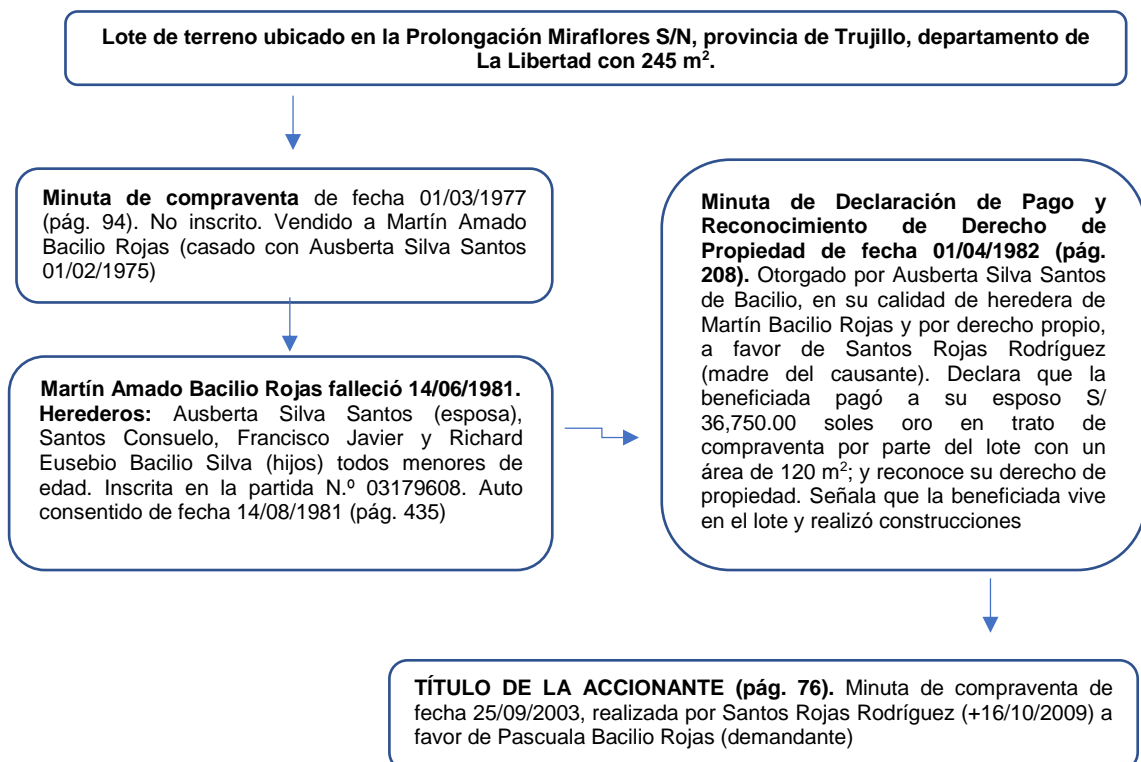 Lote de terreno ubicado en la Prolongación Miraflores S/N, provincia de Trujillo, departamento de
La Libertad con 245 m².
Minuta de compraventa de fecha 01/03/1977
(pág. 94). No inscrito. Vendido a Martín Amado
Bacilio Rojas (casado con Ausberta Silva Santos
01/02/1975)
Martín Amado Bacilio Rojas falleció 14/06/1981.
Herederos: Ausberta Silva Santos (esposa),
Santos Consuelo, Francisco Javier y Richard
Eusebio Bacilio Silva (hijos) todos menores de
edad. Inscrita en la partida N.º 03179608. Auto
consentido de fecha 14/08/1981 (pág. 435)
Minuta de Declaración de Pago y
Reconocimiento de Derecho de
Propiedad de fecha 01/04/1982 (pág.
208). Otorgado por Ausberta Silva Santos
de Bacilio, en su calidad de heredera de
Martín Bacilio Rojas y por derecho propio,
a favor de Santos Rojas Rodríguez
(madre del causante). Declara que la
beneficiada pagó a su esposo S/
36,750.00 soles oro en trato de
compraventa por parte del lote con un
área de 120 m²; y reconoce su derecho de
propiedad. Señala que la beneficiada vive
en el lote y realizó construcciones
TÍTULO DE LA ACCIONANTE (pág. 76). Minuta de compraventa de
fecha 25/09/2003, realizada por Santos Rojas Rodríguez (+16/10/2009) a
favor de Pascuala Bacilio Rojas (demandante)